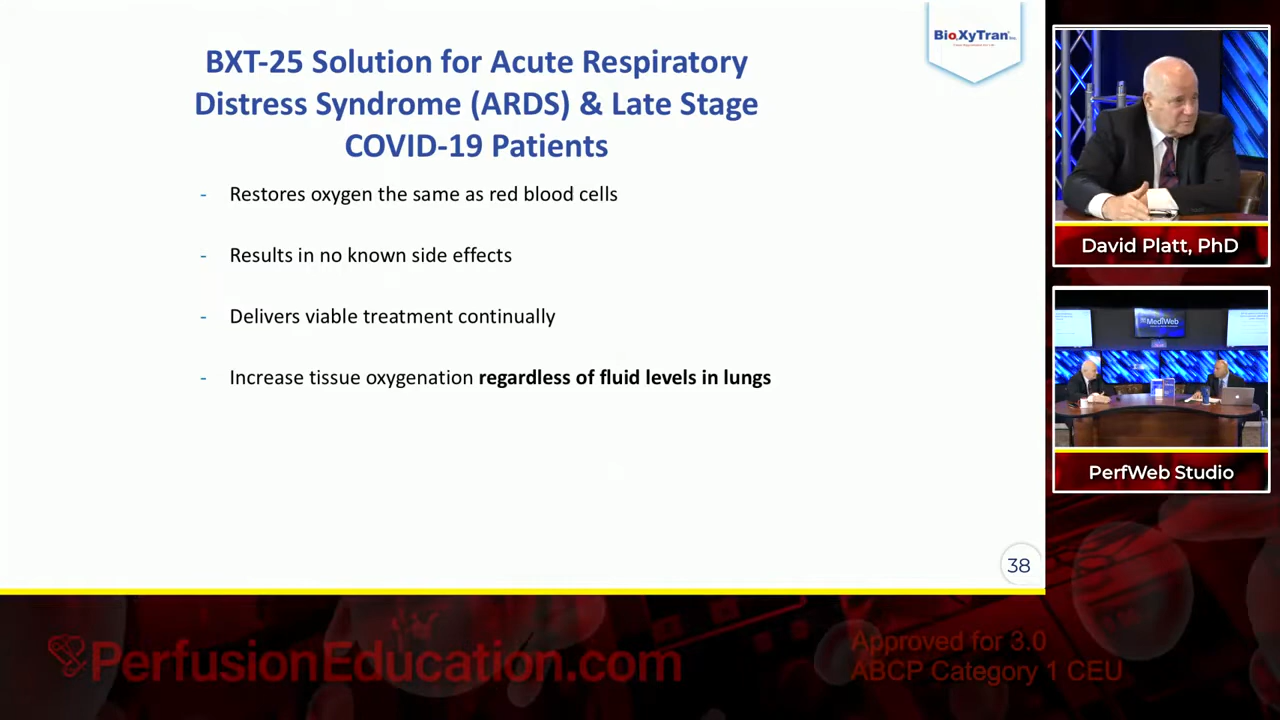 BXT-25 Solution for Acute Respiratory
Distress Syndrome (ARDS) & Late Stage
COVID-19 Patients
- Restores oxygen the same as red blood cells
- Results in no known side effects
- Delivers viable treatment continually
- Increase tissue oxygenation regardless of fluid levels in lungs
38
BioXyTran
David Platt, PhD
MediWeb
PerfWeb Studio
PerfusionEducation.com
Approved for 3.0
ABCP Category 1 CEU